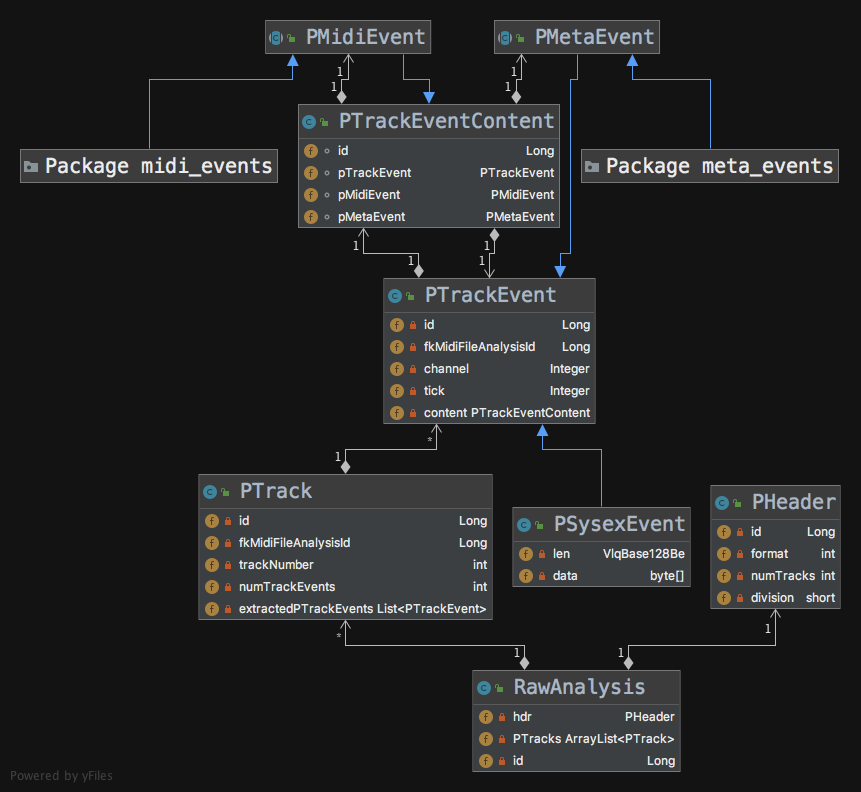 PMidiEvent
PMetaEvent
1
1
1
1
PTrackEventContent
id Long
pTrackEvent PTrackEvent
pMidiEvent PMidiEvent
pMetaEvent PMetaEvent
Package midi_events
Package meta_events
1
1
1
1
PTrackEvent
id Long
fkMidiFileAnalysisId Long
channel Integer
tick Integer
content PTrackEventContent
*
1
PTrack
id Long
fkMidiFileAnalysisId Long
trackNumber int
numTrackEvents int
extractedPTrackEvents List<PTrackEvent>
PSysexEvent
len VlqBase128Be
data byte[]
PHeader
id Long
format int
numTracks int
division short
*
1
1
1
RawAnalysis
hdr PHeader
PTracks ArrayList<PTrack>
id Long
Powered by yFiles